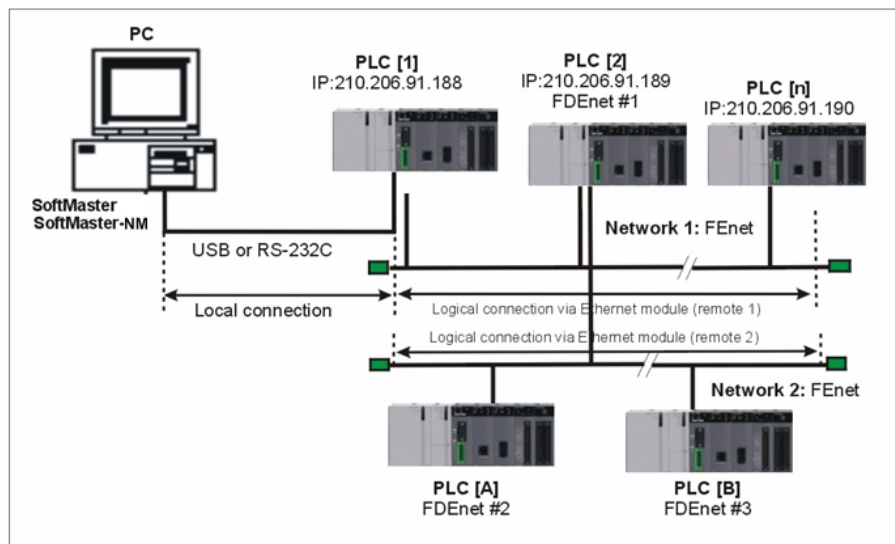 PC
PLC [1]
IP:210.206.91.188
PLC [2]
IP:210.206.91.189
FDEnet #1
PLC [n]
IP:210.206.91.190
SoftMaster
SoftMaster-NM
USB or RS-232C
Network 1: FEnet
Local connection
Logical connection via Ethernet module (remote 1)
Logical connection via Ethernet module (remote 2)
Network 2: FEnet
PLC [A]
FDEnet #2
PLC [B]
FDEnet #3